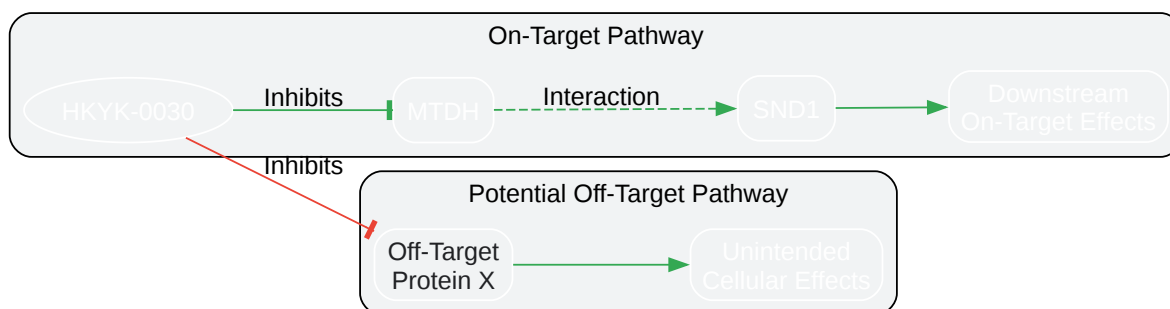 On-Target Pathway
HKYK-0030
Inhibits
MTDH
Interaction
SND1
Downstream
On-Target Effects
Inhibits
Potential Off-Target Pathway
Off-Target
Protein X
Unintended
Cellular Effects